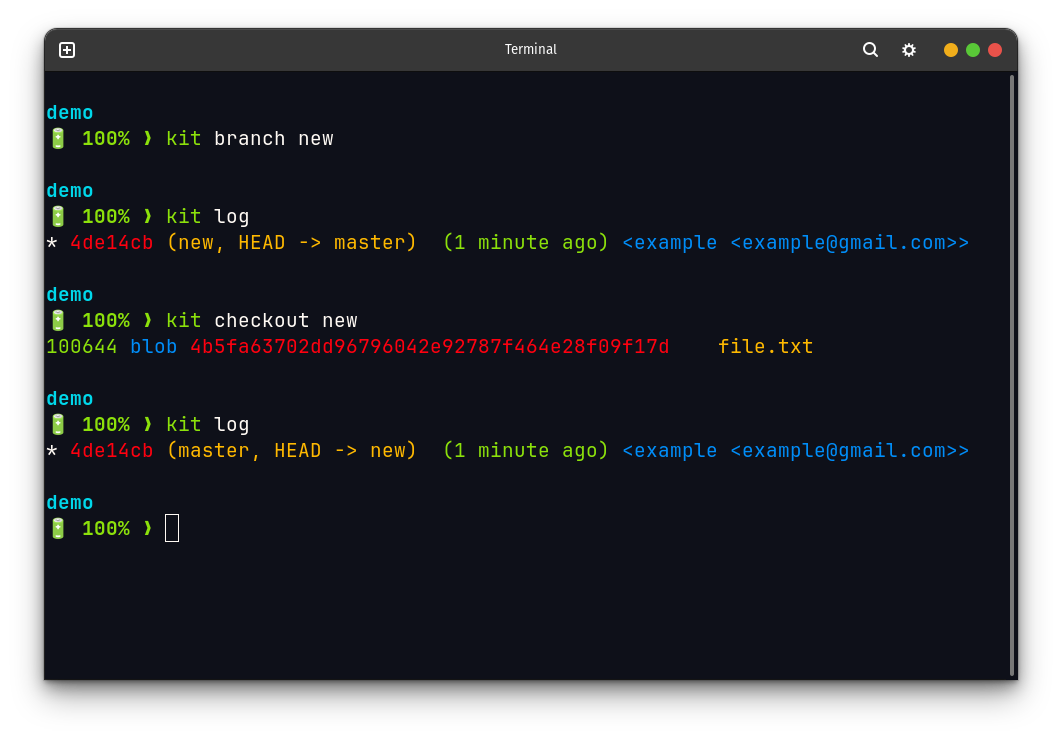 Terminal
demo
100% ❯ kit branch new
demo
100% ❯ kit log
* 4de14cb (new, HEAD -> master)  (1 minute ago) <example <example@gmail.com>>
demo
100% ❯ kit checkout new
100644 blob 4b5fa63702dd96796042e92787f464e28f09f17d    file.txt
demo
100% ❯ kit log
* 4de14cb (master, HEAD -> new)  (1 minute ago) <example <example@gmail.com>>
demo
100% ❯